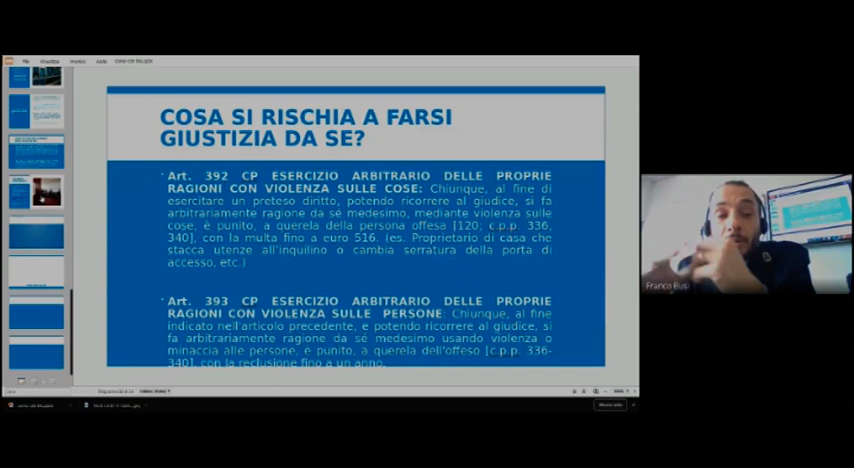 COSA SI RISCHIA A FARSI
GIUSTIZIA DA SE?
Art. 392 CP ESERCIZIO ARBITRARIO DELLE PROPRIE
RAGIONI CON VIOLENZA SULLE COSE: Chiunque, al fine di
esercitare un preteso diritto, potendo ricorrere al giudice, si fa
arbitrariamente ragione da sé medesimo, mediante violenza sulle
cose, è punito, a querela della persona offesa [120; c.p.p. 336,
340], con la multa fino a euro 516. (es. Proprietario di casa che
stacca utenze all'inquilino o cambia serratura della porta di
accesso, etc.)
Art. 393 CP ESERCIZIO ARBITRARIO DELLE PROPRIE
RAGIONI CON VIOLENZA SULLE PERSONE: Chiunque, al fine
indicato nell'articolo precedente, e potendo ricorrere al giudice, si
fa arbitrariamente ragione da sé medesimo usando violenza o
minaccia alle persone, è punito, a querela dell'offeso [c.p.p. 336-
340], con la reclusione fino a un anno.
Franco